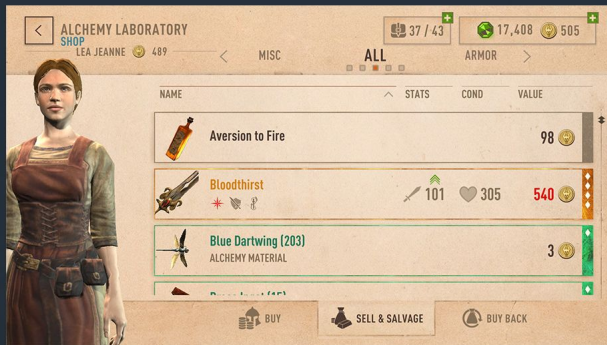 ALCHEMY LABORATORY
SHOP
LEA JEANNE 489
37 / 43
17,408 505
MISC ALL ARMOR
NAME STATS COND VALUE
Aversion to Fire 98
Bloodthirst 101 305 540
Blue Dartwing (203)
ALCHEMY MATERIAL 3
BUY SELL & SALVAGE BUY BACK